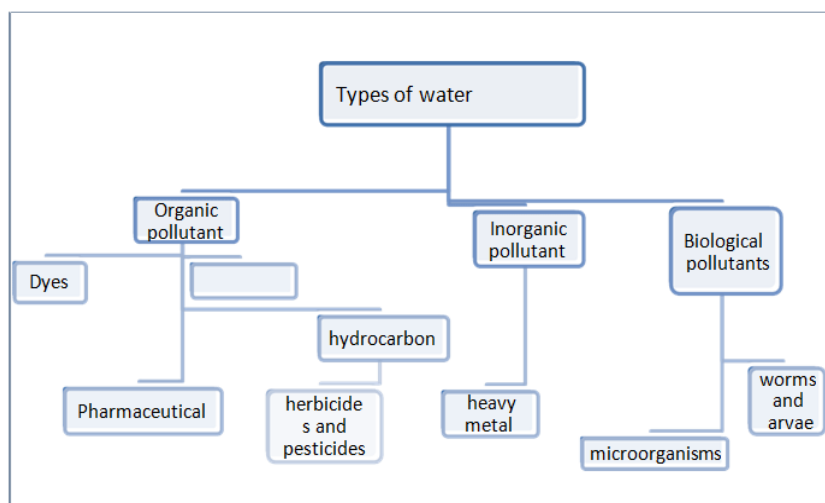 Types of water
Organic
pollutant
Inorganic
pollutant
Biological
pollutants
Dyes
hydrocarbon
Pharmaceutical
herbicide
s and
pesticides
heavy
metal
worms
and
arvae
microorganisms